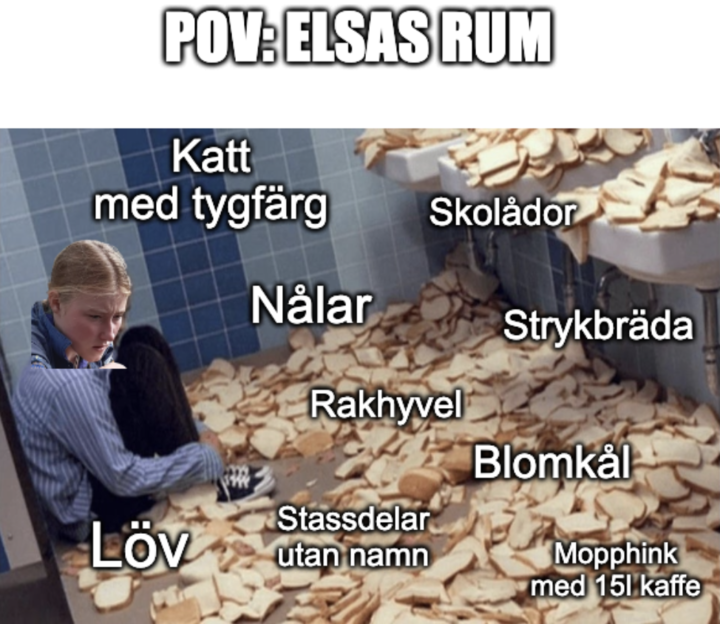 POV: ELSAS RUM
Katt
med tygfärg
Skolådor
Nålar
Strykbräda
Rakhyvel
Blomkål
Löv
Stassdelar
utan namn
Mopphink
med 15l kaffe